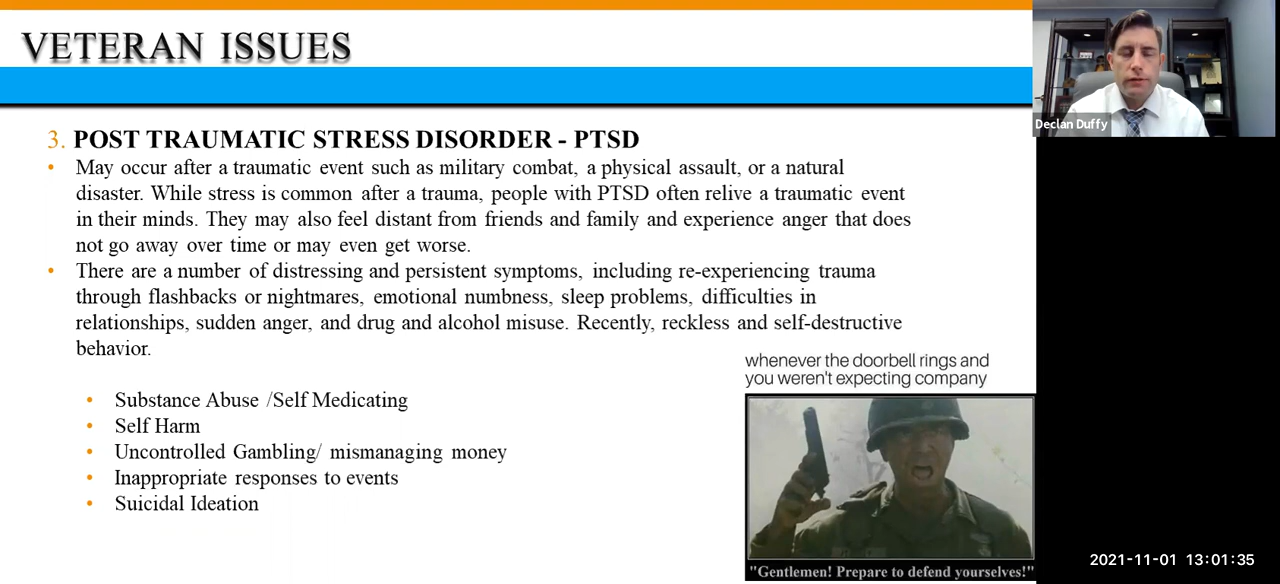 VETERAN ISSUES
Declan Duffy
3. POST TRAUMATIC STRESS DISORDER - PTSD
• May occur after a traumatic event such as military combat, a physical assault, or a natural
disaster. While stress is common after a trauma, people with PTSD often relive a traumatic event
in their minds. They may also feel distant from friends and family and experience anger that does
not go away over time or may even get worse.
• There are a number of distressing and persistent symptoms, including re-experiencing trauma
through flashbacks or nightmares, emotional numbness, sleep problems, difficulties in
relationships, sudden anger, and drug and alcohol misuse. Recently, reckless and self-destructive
behavior.
• Substance Abuse /Self Medicating
• Self Harm
• Uncontrolled Gambling/ mismanaging money
• Inappropriate responses to events
• Suicidal Ideation
whenever the doorbell rings and
you weren't expecting company
"Gentlemen! Prepare to defend yourselves!"
2021-11-01 13:01:35